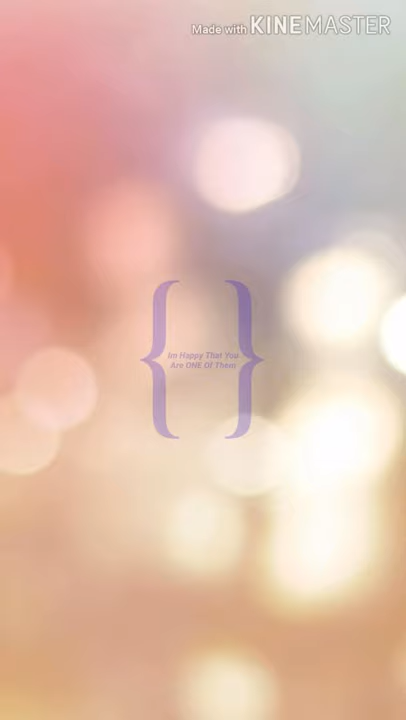 Made with KINEMASTER
{ Im Happy That You
Are ONE Of Them }